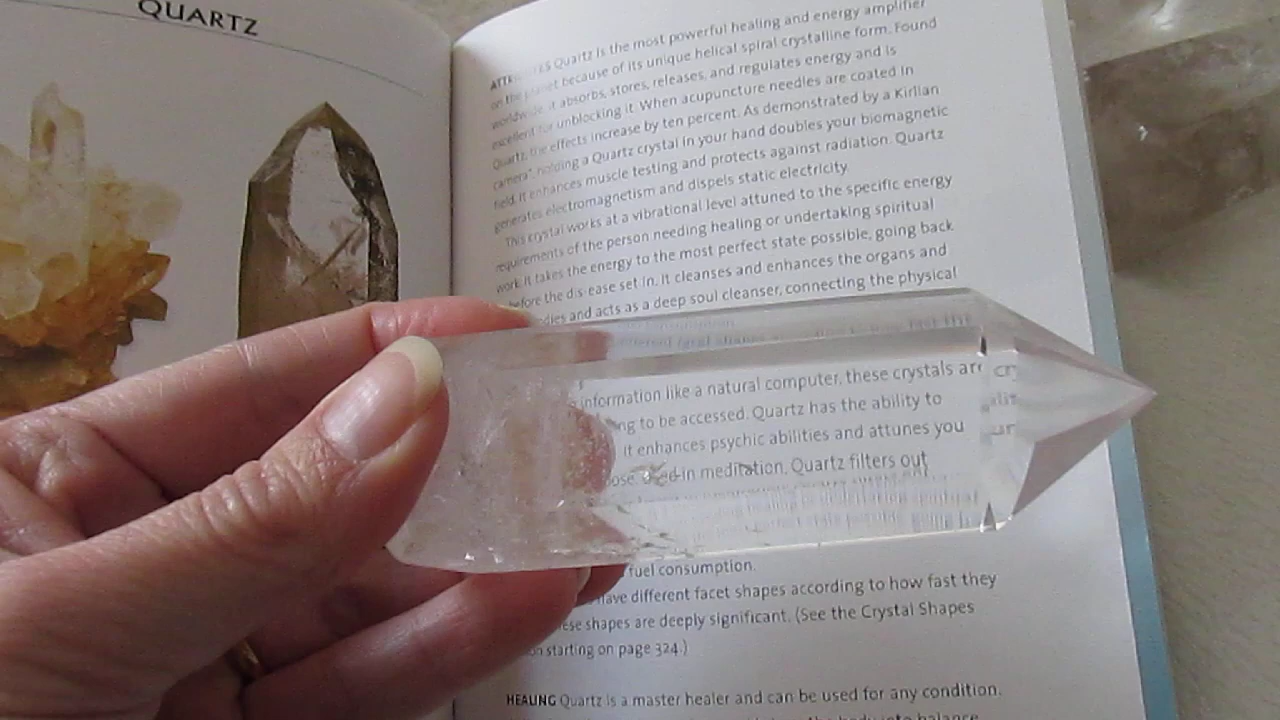 QUARTZ
Quartz is the most powerful healing and energy amplifier
on the planet because of its unique helical spiral crystalline form. Found
worldwide, it absorbs, stores, releases, and regulates energy and is
excellent for unblocking it. When acupuncture needles are coated in
Quartz, the effects increase by ten percent. As demonstrated by a Kirlian
camera*, holding a Quartz crystal in your hand doubles your biomagnetic
field. It enhances muscle testing and protects against radiation. Quartz
generates electromagnetism and dispels static electricity.
This crystal works at a vibrational level attuned to the specific energy
requirements of the person needing healing or undertaking spiritual
work. It takes the energy to the most perfect state possible, going back
before the dis-ease set in. It cleanses and enhances the organs and
and acts as a deep soul cleanser, connecting the physical
information like a natural computer, these crystals are
to be accessed. Quartz has the ability to
it enhances psychic abilities and attunes you
in meditation. Quartz filters out
fuel consumption.
have different facet shapes according to how fast they
shapes are deeply significant. (See the Crystal Shapes
starting on page 324.)
HEALING Quartz is a master healer and can be used for any condition.
the body into balance